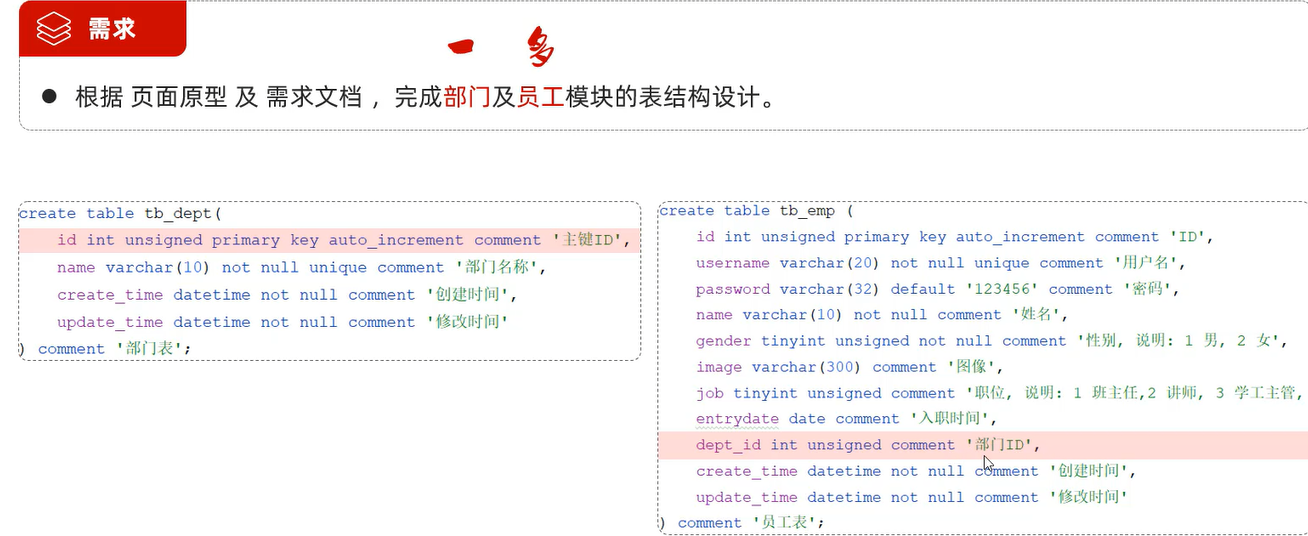 需求
一 多
● 根据 页面原型 及 需求文档 ，完成部门及员工模块的表结构设计。
create table tb_dept(
id int unsigned primary key auto_increment comment '主键ID',
name varchar(10) not null unique comment '部门名称',
create_time datetime not null comment '创建时间',
update_time datetime not null comment '修改时间'
) comment '部门表';
create table tb_emp (
id int unsigned primary key auto_increment comment 'ID',
username varchar(20) not null unique comment '用户名',
password varchar(32) default '123456' comment '密码',
name varchar(10) not null comment '姓名',
gender tinyint unsigned not null comment '性别, 说明: 1 男, 2 女',
image varchar(300) comment '图像',
job tinyint unsigned comment '职位, 说明: 1 班主任,2 讲师, 3 学工主管,
entrydate date comment '入职时间',
dept_id int unsigned comment '部门ID',
create_time datetime not null comment '创建时间',
update_time datetime not null comment '修改时间'
) comment '员工表';